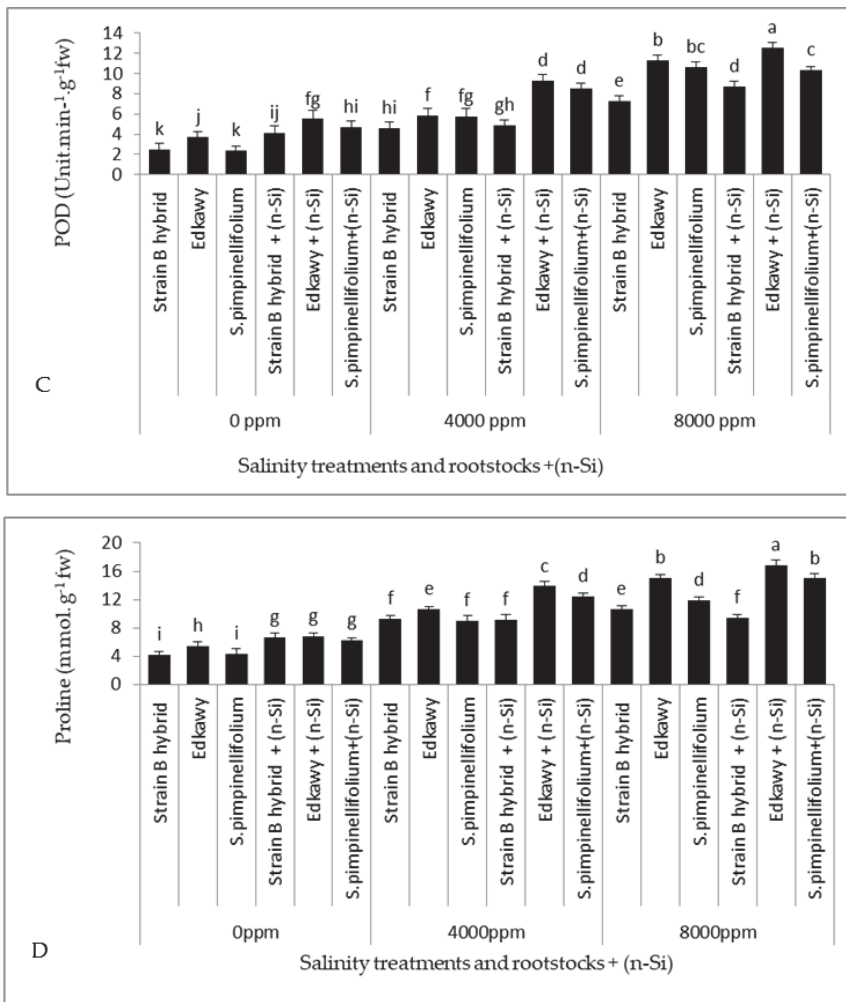 14
12
10
8
6
4
2
0
POD (Unit.min-¹.g⁻¹fw)
k j k ij fg hi hi f fg gh d d e b bc d a c
Strain B hybrid
Edkawy
S.pimpinellifolium
Strain B hybrid + (n-Si)
Edkawy + (n-Si)
S.pimpinellifolium+(n-Si)
Strain B hybrid
Edkawy
S.pimpinellifolium
Strain B hybrid + (n-Si)
Edkawy + (n-Si)
S.pimpinellifolium+(n-Si)
Strain B hybrid
Edkawy
S.pimpinellifolium
Strain B hybrid + (n-Si)
Edkawy + (n-Si)
S.pimpinellifolium+(n-Si)
C
0 ppm 4000 ppm 8000 ppm
Salinity treatments and rootstocks +(n-Si)
20
16
12
8
4
0
Proline (mmol.g⁻¹fw)
i h i g g g f e f f c d e b d f a b
Strain B hybrid
Edkawy
S.pimpinellifolium
Strain B hybrid + (n-Si)
Edkawy + (n-Si)
S.pimpinellifolium+(n-Si)
Strain B hybrid
Edkawy
S.pimpinellifolium
Strain B hybrid + (n-Si)
Edkawy + (n-Si)
S.pimpinellifolium+(n-Si)
Strain B hybrid
Edkawy
S.pimpinellifolium
Strain B hybrid + (n-Si)
Edkawy + (n-Si)
S.pimpinellifolium+(n-Si)
0ppm 4000ppm 8000ppm
D
Salinity treatments and rootstocks + (n-Si)